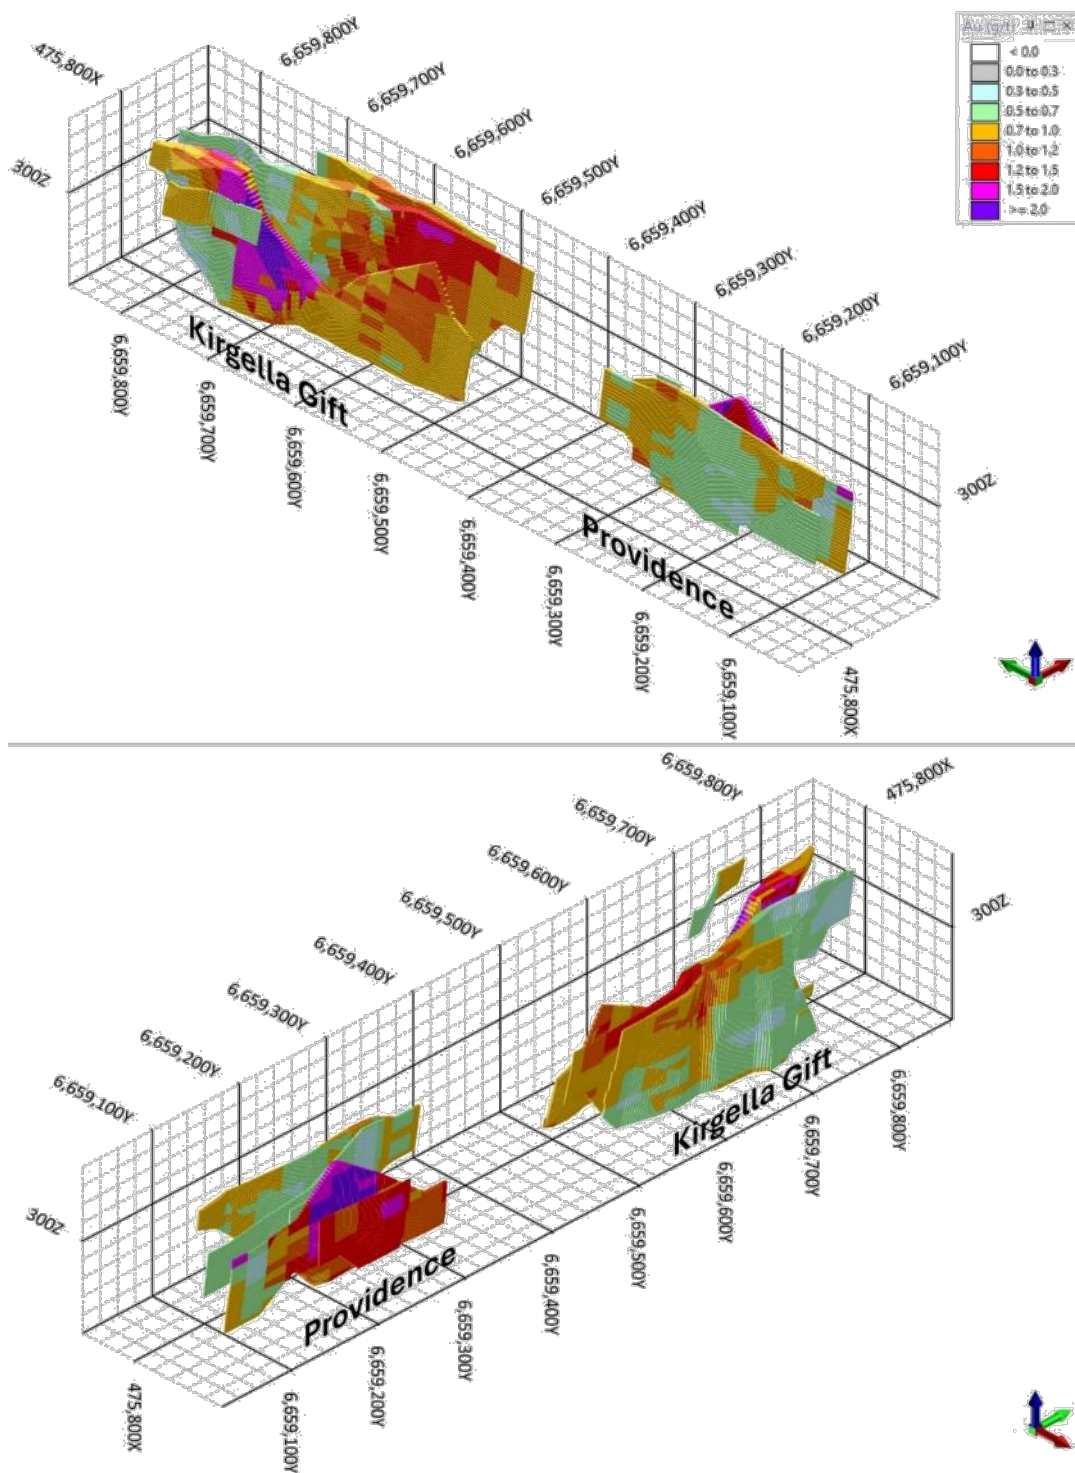 Au (g/t)
< 0.0
0.0 to 0.3
0.3 to 0.5
0.5 to 0.7
0.7 to 1.0
1.0 to 1.2
1.2 to 1.5
1.5 to 2.0
>= 2.0
475,800X
6,659,800Y
6,659,700Y
6,659,600Y
6,659,500Y
6,659,400Y
6,659,300Y
6,659,200Y
6,659,100Y
300Z
300Z
Kirgella Gift
Providence
6,659,800Y
6,659,700Y
6,659,600Y
6,659,500Y
6,659,400Y
6,659,300Y
6,659,200Y
6,659,100Y
475,800X
6,659,800Y
475,800X
6,659,700Y
6,659,600Y
6,659,500Y
6,659,400Y
6,659,300Y
6,659,200Y
6,659,100Y
300Z
300Z
Kirgella Gift
Providence
6,659,800Y
6,659,700Y
6,659,600Y
6,659,500Y
6,659,400Y
6,659,300Y
6,659,200Y
6,659,100Y
475,800X